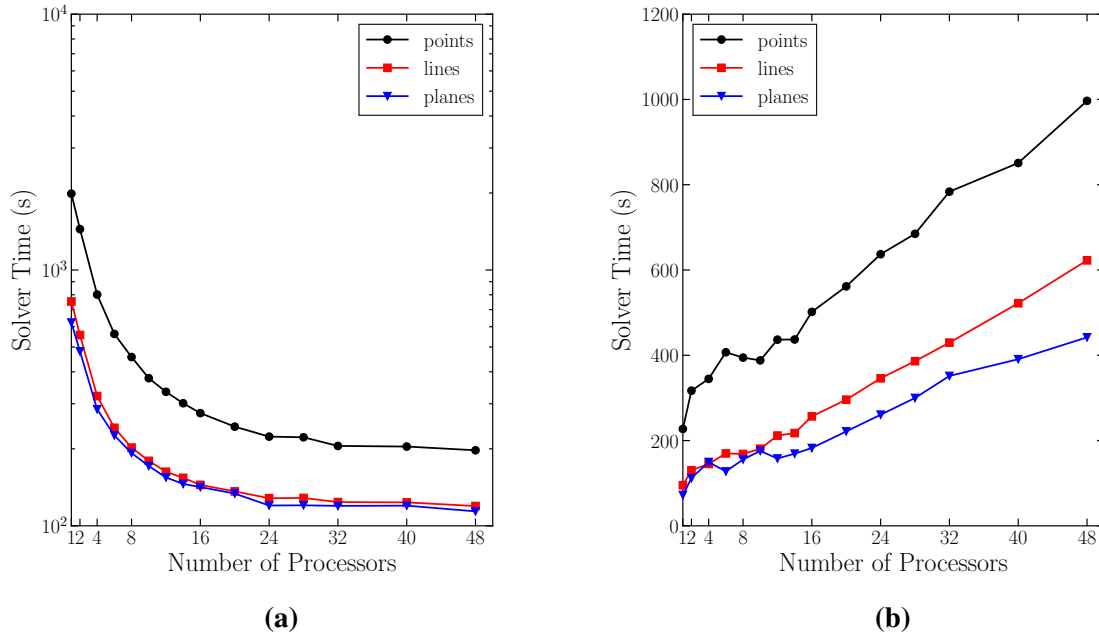 10^4
10^3
10^2
Solver Time (s)
points
lines
planes
1 2 4 8 16 24 32 40 48
Number of Processors
(a)
1200
1000
800
600
400
200
0
Solver Time (s)
points
lines
planes
1 2 4 8 16 24 32 40 48
Number of Processors
(b)